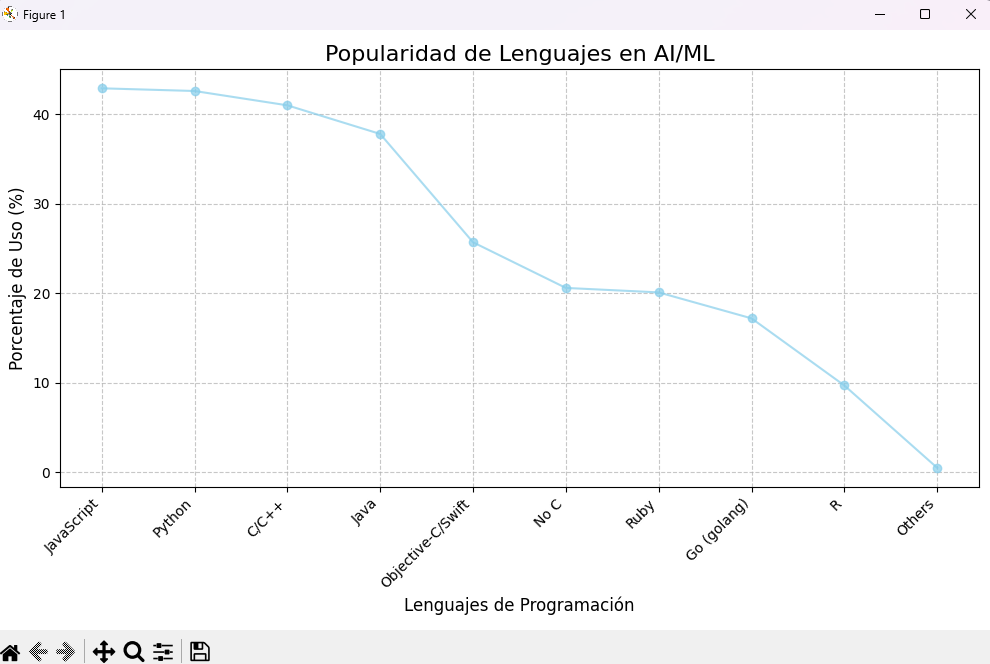 Figure 1
Popularidad de Lenguajes en AI/ML
Porcentaje de Uso (%)
40
30
20
10
0
JavaScript
Python
C/C++
Java
Objective-C/Swift
No C
Ruby
Go (golang)
R
Others
Lenguajes de Programación